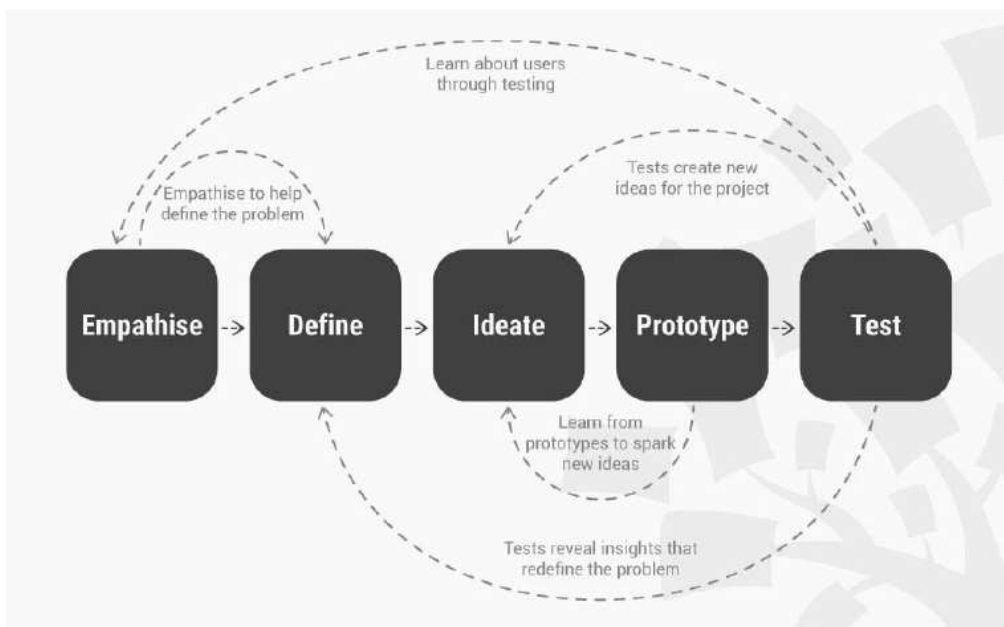 Learn about users
through testing
Tests create new
ideas for the project
Empathise to help
define the problem
Empathise
Define
Ideate
Prototype
Test
Learn from
prototypes to spark
new ideas
Tests reveal insights that
redefine the problem